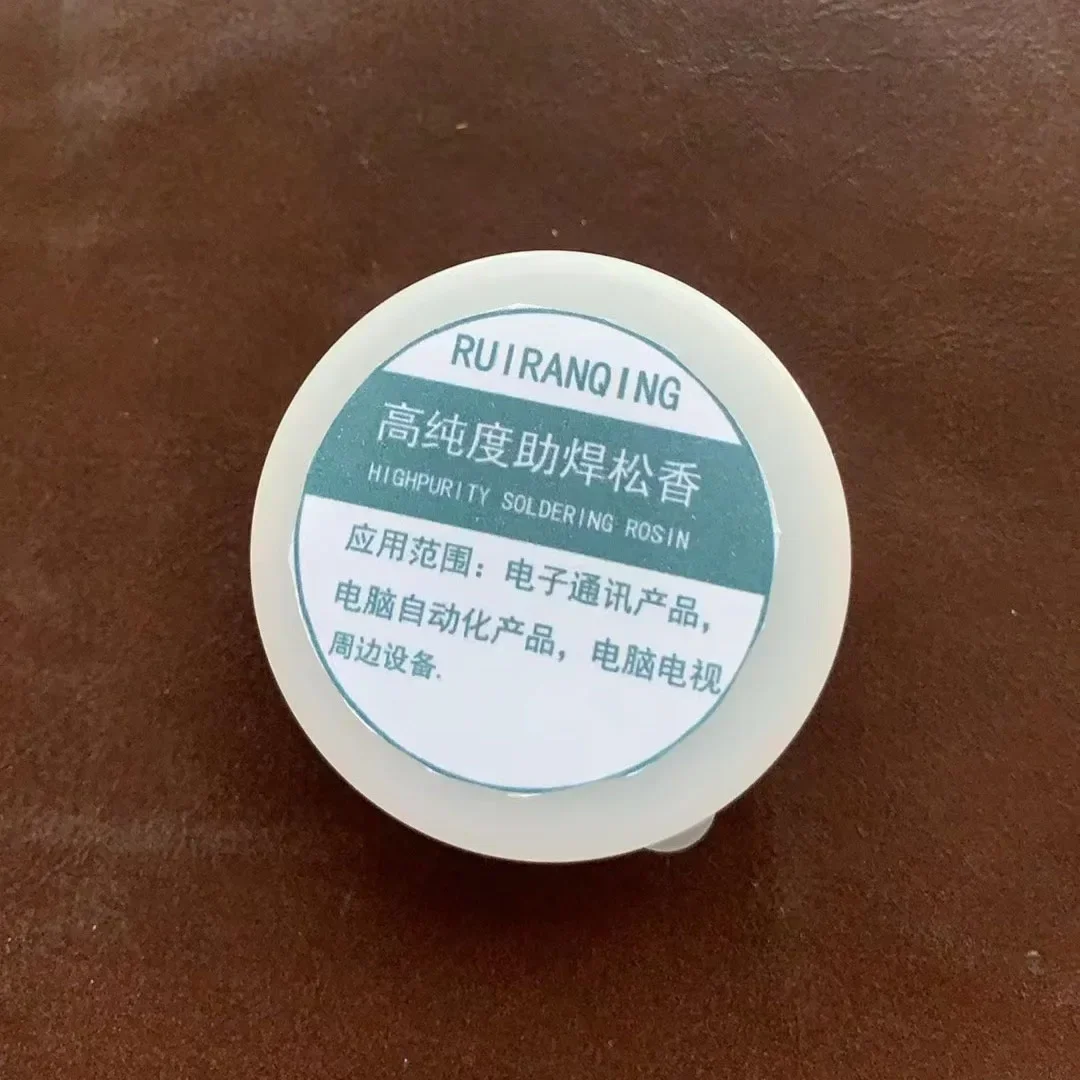 RUIRANQING
高纯度助焊松香
HIGHPURITY SOLDERING ROSIN
应用范围：电子通讯产品，
电脑自动化产品，电脑电视
周边设备.